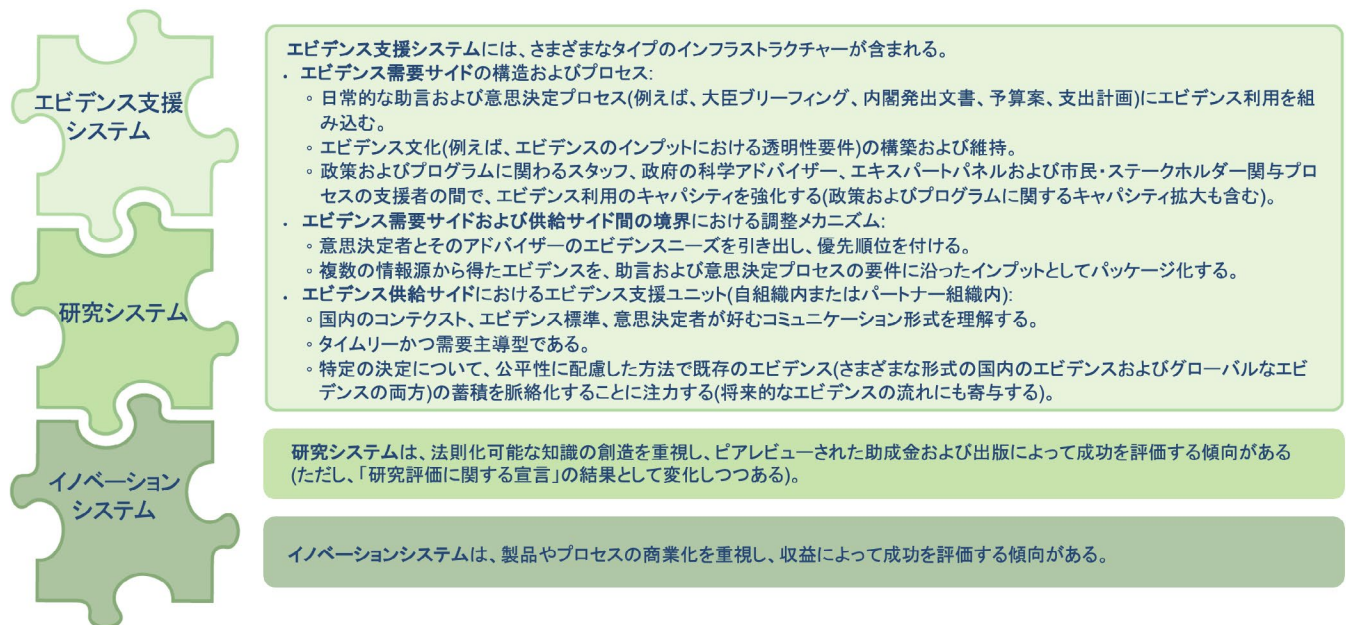 エビデンス支援
システム
エビデンス支援システムには、さまざまなタイプのインフラストラクチャーが含まれる。
. エビデンス需要サイドの構造およびプロセス:
◦ 日常的な助言および意思決定プロセス(例えば、大臣ブリーフィング、内閣発出文書、予算案、支出計画)にエビデンス利用を組
み込む。
◦ エビデンス文化(例えば、エビデンスのインプットにおける透明性要件)の構築および維持。
◦ 政策およびプログラムに関わるスタッフ、政府の科学アドバイザー、エキスパートパネルおよび市民・ステークホルダー関与プロ
セスの支援者の間で、エビデンス利用のキャパシティを強化する(政策およびプログラムに関するキャパシティ拡大も含む)。
. エビデンス需要サイドおよび供給サイド間の境界における調整メカニズム:
◦ 意思決定者とそのアドバイザーのエビデンスニーズを引き出し、優先順位を付ける。
◦ 複数の情報源から得たエビデンスを、助言および意思決定プロセスの要件に沿ったインプットとしてパッケージ化する。
. エビデンス供給サイドにおけるエビデンス支援ユニット(自組織内またはパートナー組織内):
◦ 国内のコンテクスト、エビデンス標準、意思決定者が好むコミュニケーション形式を理解する。
◦ タイムリーかつ需要主導型である。
◦ 特定の決定について、公平性に配慮した方法で既存のエビデンス(さまざまな形式の国内のエビデンスおよびグローバルなエビ
デンスの両方)の蓄積を脈絡化することに注力する(将来的なエビデンスの流れにも寄与する)。
研究システム
研究システムは、法則化可能な知識の創造を重視し、ピアレビューされた助成金および出版によって成功を評価する傾向がある
(ただし、「研究評価に関する宣言」の結果として変化しつつある)。
イノベーション
システム
イノベーションシステムは、製品やプロセスの商業化を重視し、収益によって成功を評価する傾向がある。